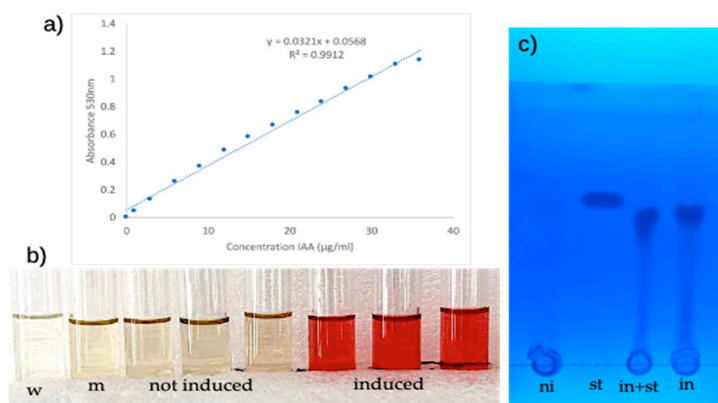 a)
y = 0.0321x + 0.0568
R² = 0.9912
1.4
1.2
1
0.8
0.6
0.4
0.2
0
Absorbance 530nm
0 10 20 30 40
Concentration IAA (µg/ml)
b)
w m not induced induced
c)
ni st in+st in